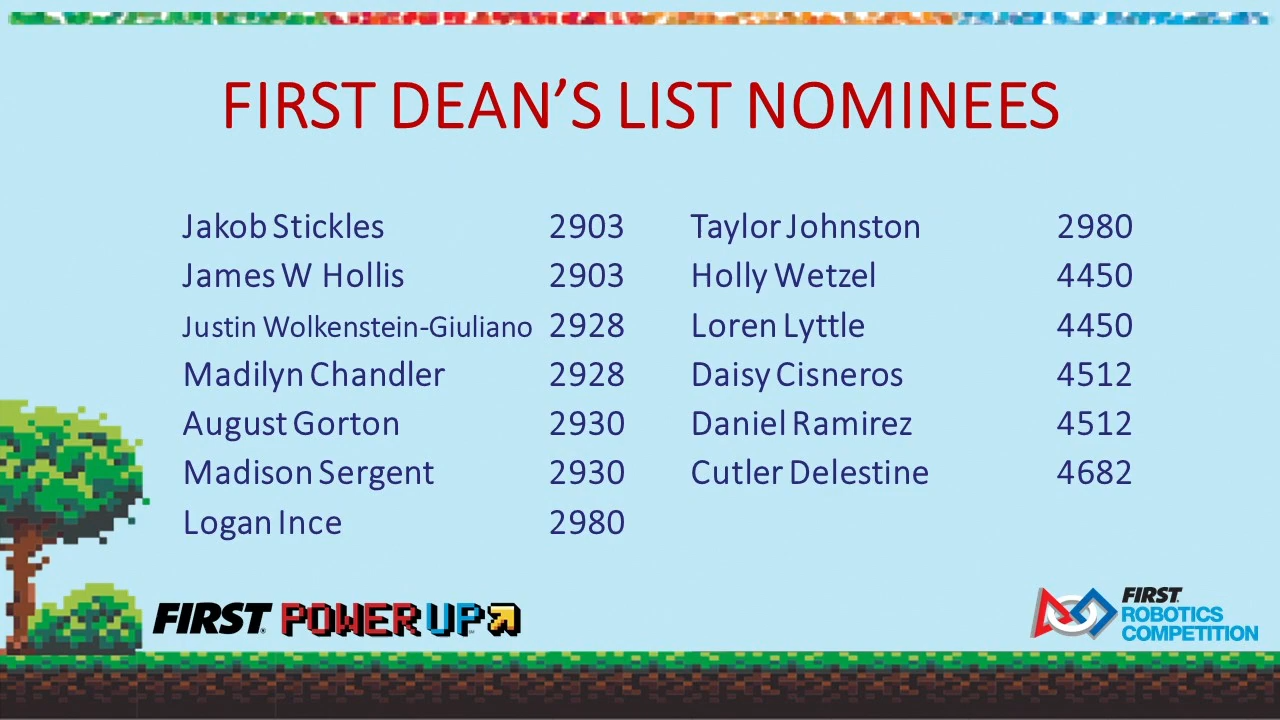 FIRST DEAN'S LIST NOMINEES
Jakob Stickles 2903
James W Hollis 2903
Justin Wolkenstein-Giuliano 2928
Madilyn Chandler 2928
August Gorton 2930
Madison Sergent 2930
Logan Ince 2980
Taylor Johnston 2980
Holly Wetzel 4450
Loren Lyttle 4450
Daisy Cisneros 4512
Daniel Ramirez 4512
Cutler Delestine 4682
FIRST POWER UP
FIRST
ROBOTICS
COMPETITION